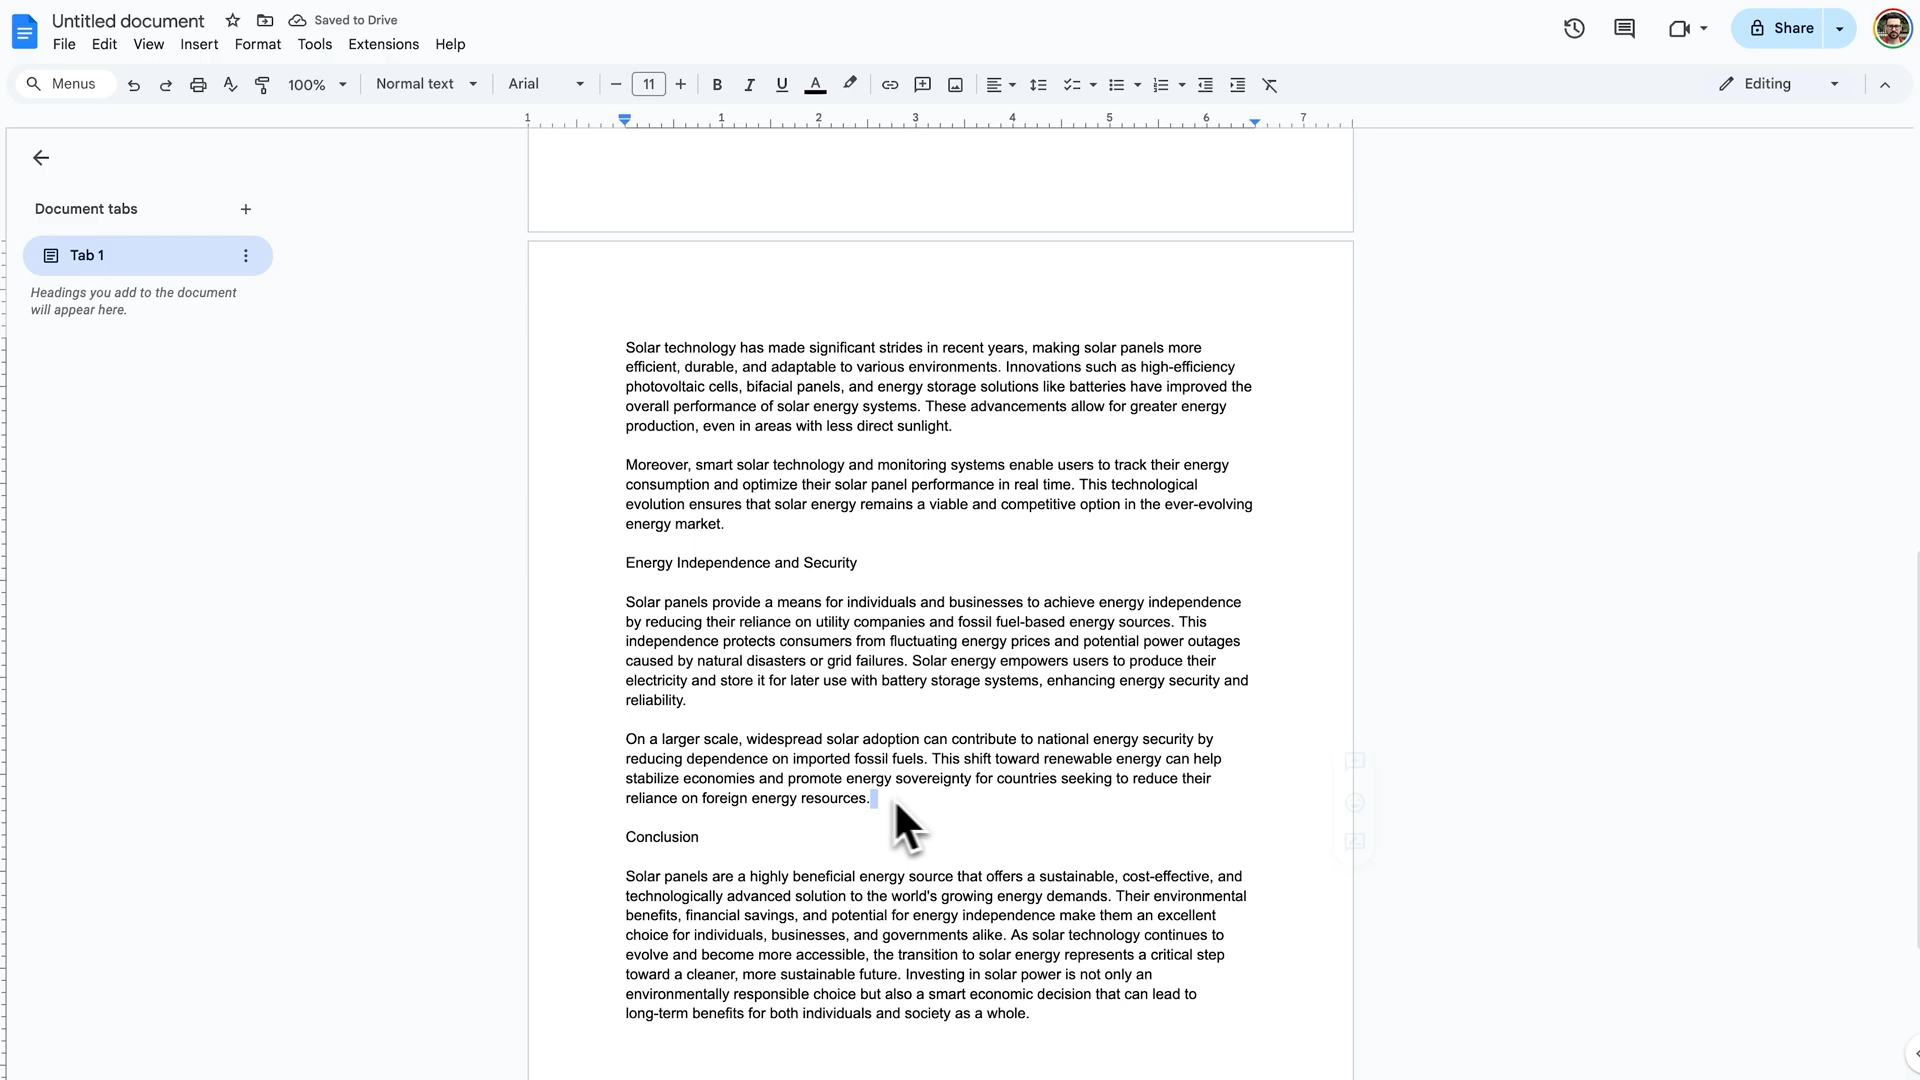 Untitled document
Saved to Drive
File Edit View Insert Format Tools Extensions Help
Share
Menus 100% Normal text Arial 11 Editing
1 1 2 3 4 5 6 7
Document tabs
Tab 1
Headings you add to the document
will appear here.
Solar technology has made significant strides in recent years, making solar panels more
efficient, durable, and adaptable to various environments. Innovations such as high-efficiency
photovoltaic cells, bifacial panels, and energy storage solutions like batteries have improved the
overall performance of solar energy systems. These advancements allow for greater energy
production, even in areas with less direct sunlight.
Moreover, smart solar technology and monitoring systems enable users to track their energy
consumption and optimize their solar panel performance in real time. This technological
evolution ensures that solar energy remains a viable and competitive option in the ever-evolving
energy market.
Energy Independence and Security
Solar panels provide a means for individuals and businesses to achieve energy independence
by reducing their reliance on utility companies and fossil fuel-based energy sources. This
independence protects consumers from fluctuating energy prices and potential power outages
caused by natural disasters or grid failures. Solar energy empowers users to produce their
electricity and store it for later use with battery storage systems, enhancing energy security and
reliability.
On a larger scale, widespread solar adoption can contribute to national energy security by
reducing dependence on imported fossil fuels. This shift toward renewable energy can help
stabilize economies and promote energy sovereignty for countries seeking to reduce their
reliance on foreign energy resources.
Conclusion
Solar panels are a highly beneficial energy source that offers a sustainable, cost-effective, and
technologically advanced solution to the world's growing energy demands. Their environmental
benefits, financial savings, and potential for energy independence make them an excellent
choice for individuals, businesses, and governments alike. As solar technology continues to
evolve and become more accessible, the transition to solar energy represents a critical step
toward a cleaner, more sustainable future. Investing in solar power is not only an
environmentally responsible choice but also a smart economic decision that can lead to
long-term benefits for both individuals and society as a whole.